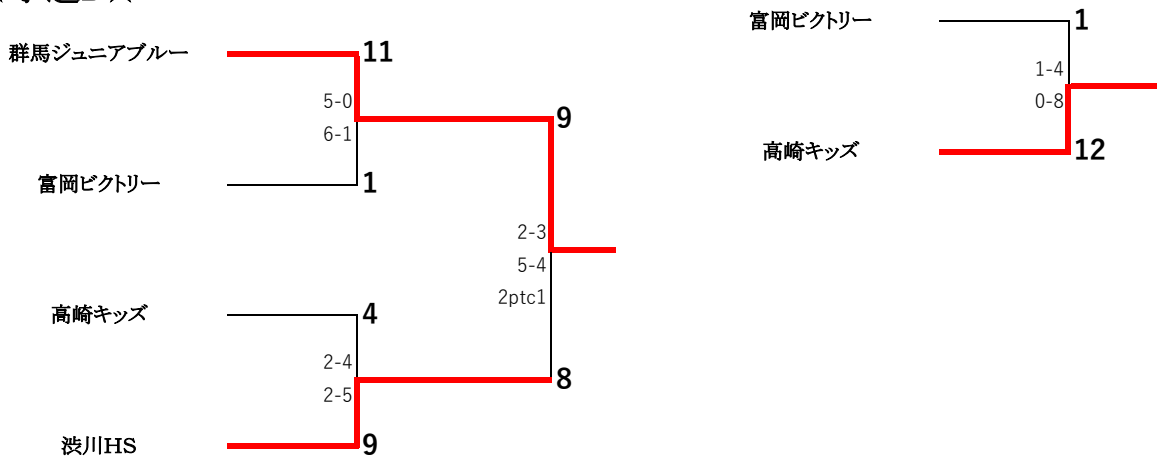 群馬ジュニアブルー
11
5-0
6-1
富岡ビクトリー
1
9
2-3
5-4
2ptc1
高崎キッズ
4
2-4
2-5
渋川HS
9
8
富岡ビクトリー
1
1-4
0-8
高崎キッズ
12